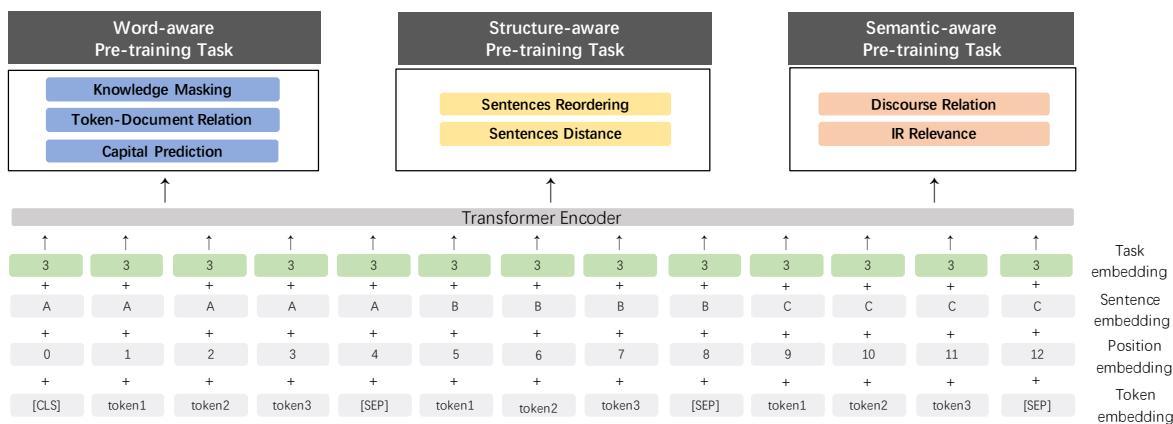 Word-aware
Pre-training Task
Structure-aware
Pre-training Task
Semantic-aware
Pre-training Task
Knowledge Masking
Token-Document Relation
Capital Prediction
Sentences Reordering
Sentences Distance
Discourse Relation
IR Relevance
Transformer Encoder
3 3 3 3 3 3 3 3 3 3 3 3 3
Task
embedding
+ + + + + + + + + + + + +
A A A A A B B B B C C C C
Sentence
embedding
+ + + + + + + + + + + + +
0 1 2 3 4 5 6 7 8 9 10 11 12
Position
embedding
+ + + + + + + + + + + + +
[CLS] token1 token2 token3 [SEP] token1 token2 token3 [SEP] token1 token2 token3 [SEP]
Token
embedding